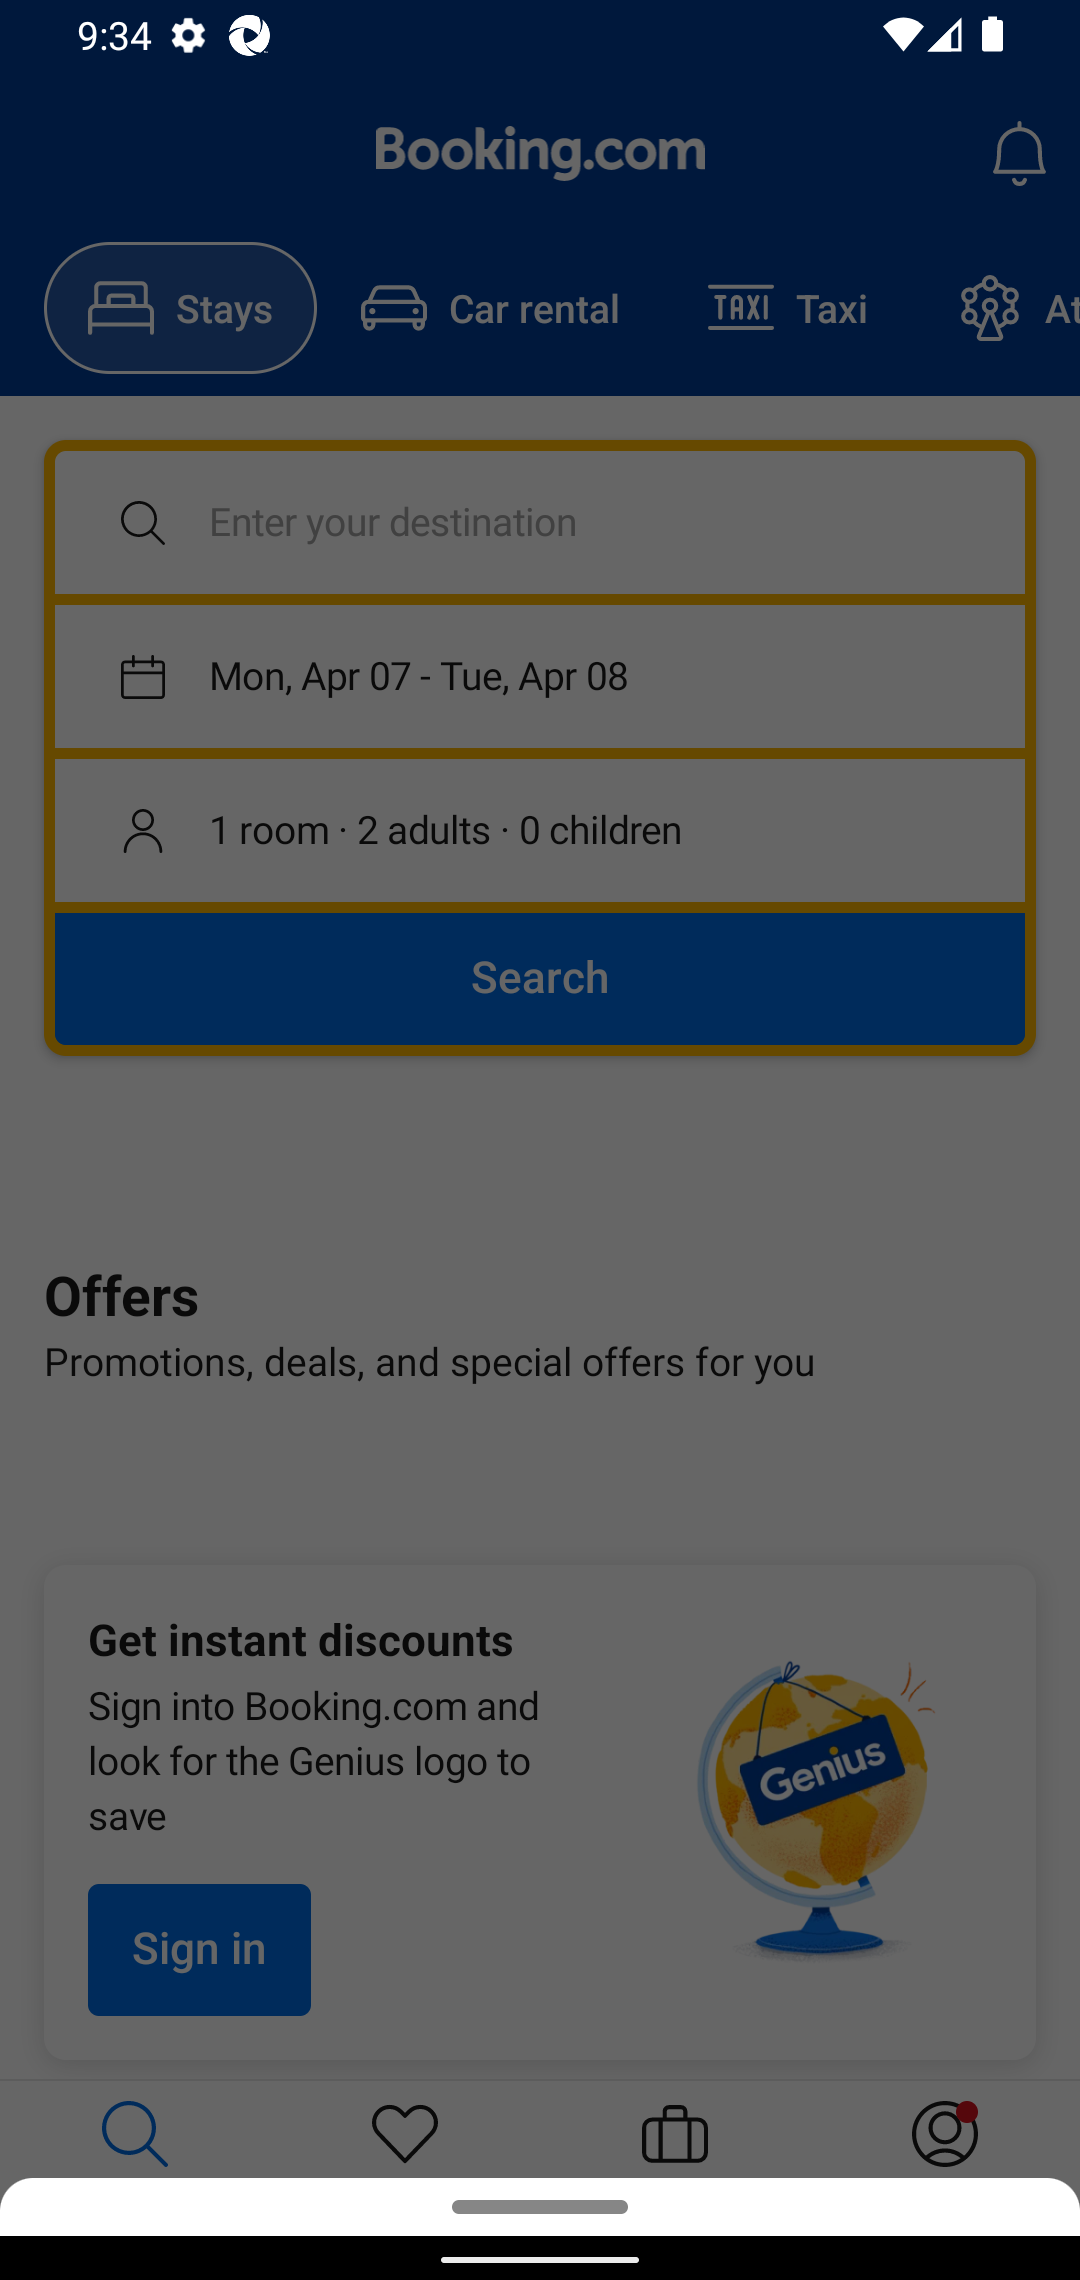 9:34
Booking.com
Stays
Car rental
TAXI Taxi
At
Enter your destination
Mon, Apr 07 - Tue, Apr 08
1 room · 2 adults · 0 children
Search
Offers
Promotions, deals, and special offers for you
Get instant discounts
Sign into Booking.com and
look for the Genius logo to
save
Genius
Sign in